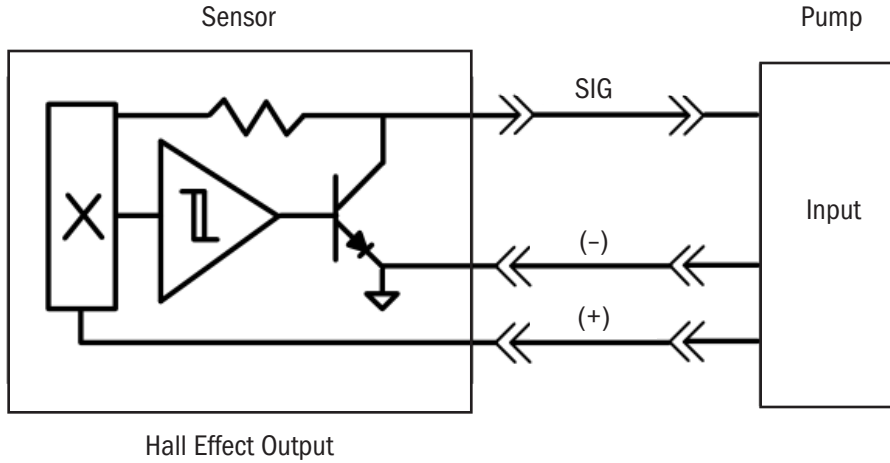 Sensor
Pump
SIG
Input
(–)
(+)
Hall Effect Output